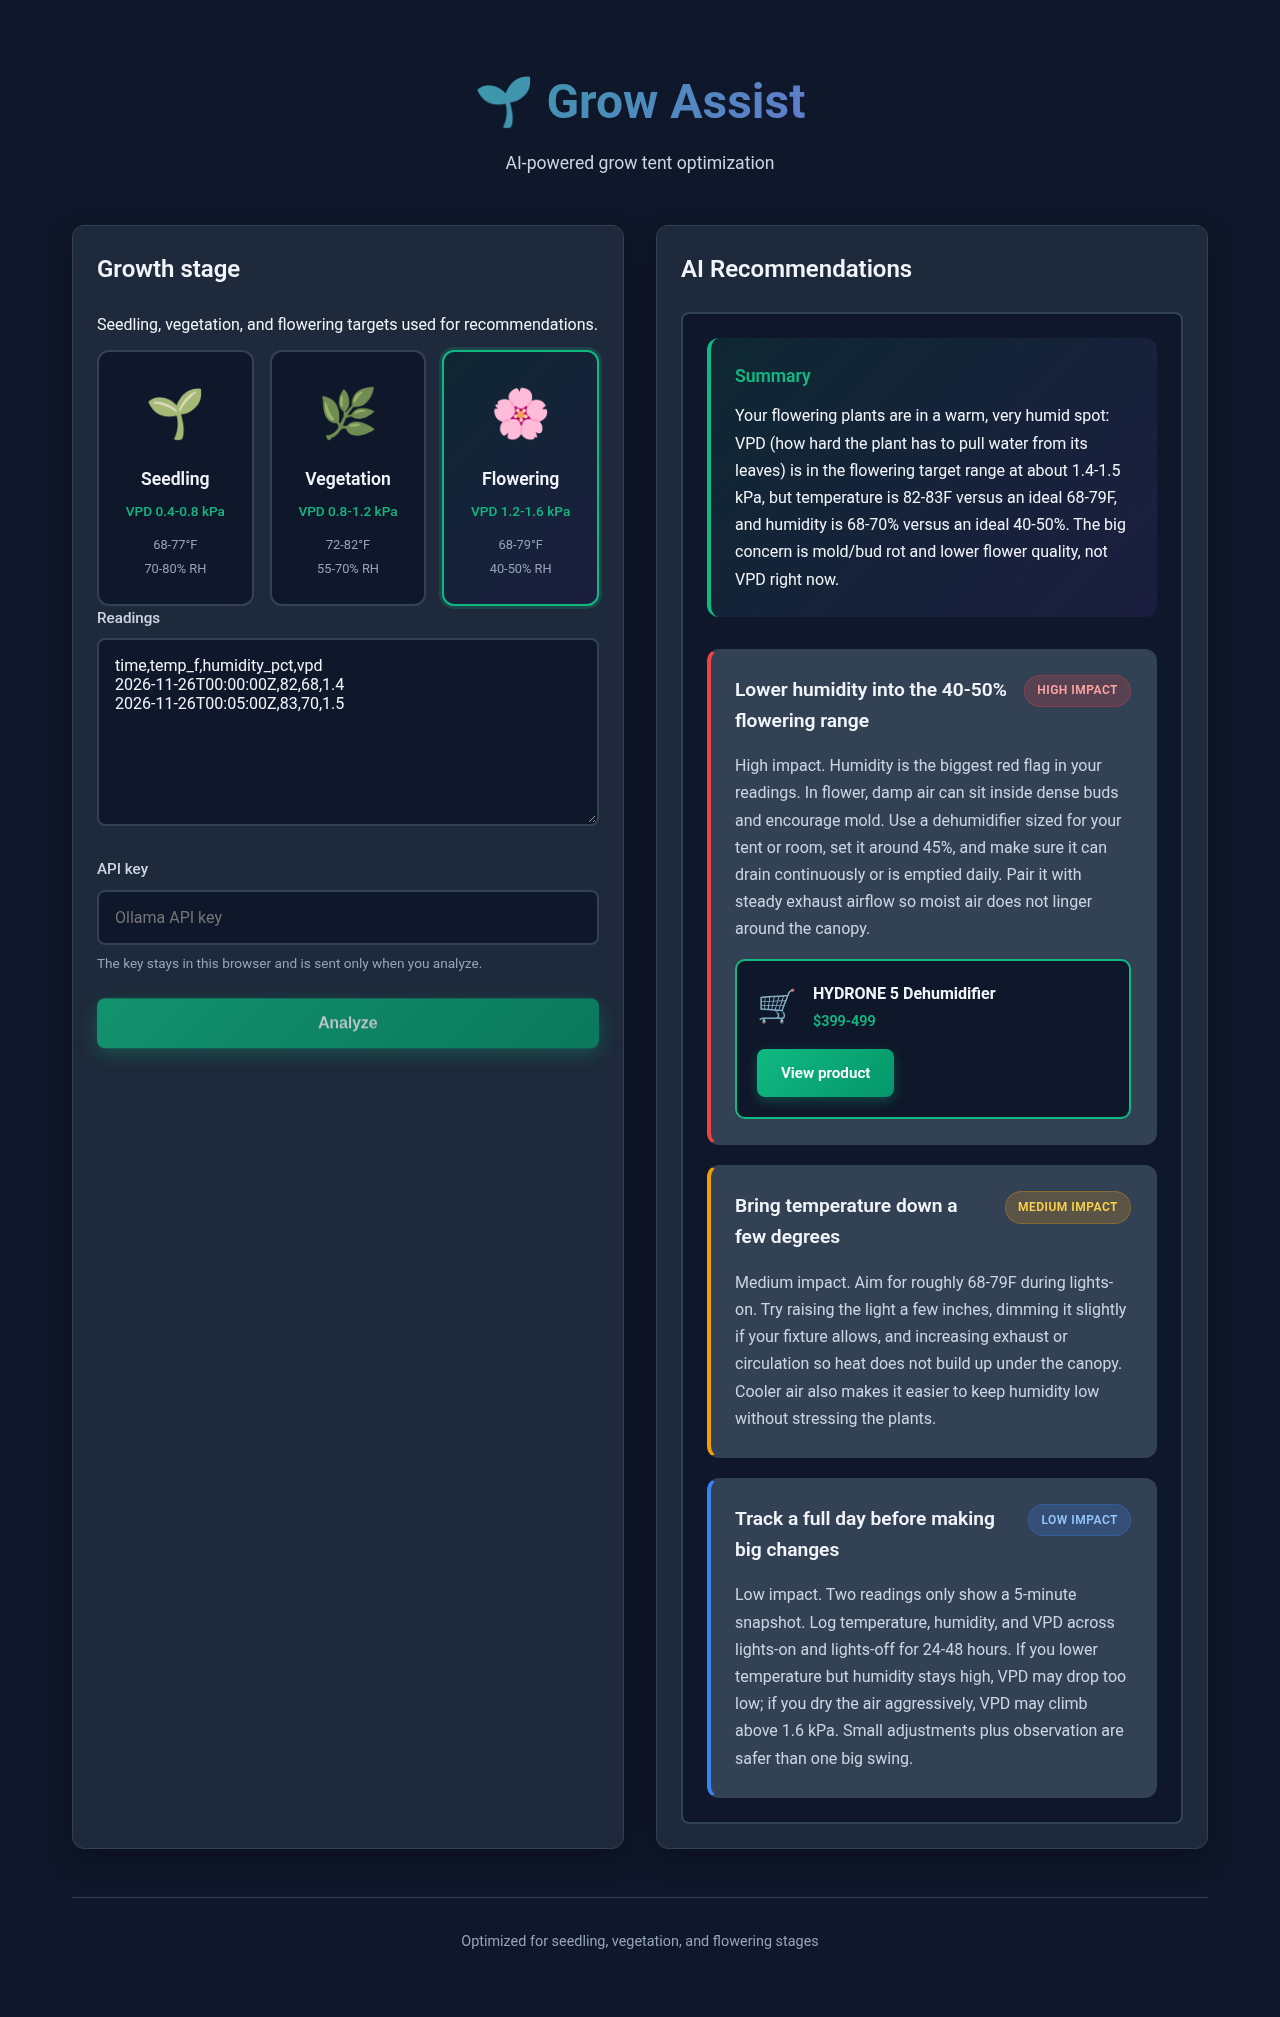 Grow Assist
AI-powered grow tent optimization
Growth stage
Seedling, vegetation, and flowering targets used for recommendations.
Seedling
VPD 0.4-0.8 kPa
68-77°F
70-80% RH
Vegetation
VPD 0.8-1.2 kPa
72-82°F
55-70% RH
Flowering
VPD 1.2-1.6 kPa
68-79°F
40-50% RH
Readings
time,temp_f,humidity_pct,vpd
2026-11-26T00:00:00Z,82,68,1.4
2026-11-26T00:05:00Z,83,70,1.5
API key
Ollama API key
The key stays in this browser and is sent only when you analyze.
Analyze
AI Recommendations
Summary
Your flowering plants are in a warm, very humid spot:
VPD (how hard the plant has to pull water from its
leaves) is in the flowering target range at about 1.4-1.5
kPa, but temperature is 82-83F versus an ideal 68-79F,
and humidity is 68-70% versus an ideal 40-50%. The big
concern is mold/bud rot and lower flower quality, not
VPD right now.
Lower humidity into the 40-50%
flowering range
HIGH IMPACT
High impact. Humidity is the biggest red flag in your
readings. In flower, damp air can sit inside dense buds
and encourage mold. Use a dehumidifier sized for your
tent or room, set it around 45%, and make sure it can
drain continuously or is emptied daily. Pair it with
steady exhaust airflow so moist air does not linger
around the canopy.
HYDRONE 5 Dehumidifier
$399-499
View product
Bring temperature down a
few degrees
MEDIUM IMPACT
Medium impact. Aim for roughly 68-79F during lights-
on. Try raising the light a few inches, dimming it slightly
if your fixture allows, and increasing exhaust or
circulation so heat does not build up under the canopy.
Cooler air also makes it easier to keep humidity low
without stressing the plants.
Track a full day before making
big changes
LOW IMPACT
Low impact. Two readings only show a 5-minute
snapshot. Log temperature, humidity, and VPD across
lights-on and lights-off for 24-48 hours. If you lower
temperature but humidity stays high, VPD may drop too
low; if you dry the air aggressively, VPD may climb
above 1.6 kPa. Small adjustments plus observation are
safer than one big swing.
Optimized for seedling, vegetation, and flowering stages